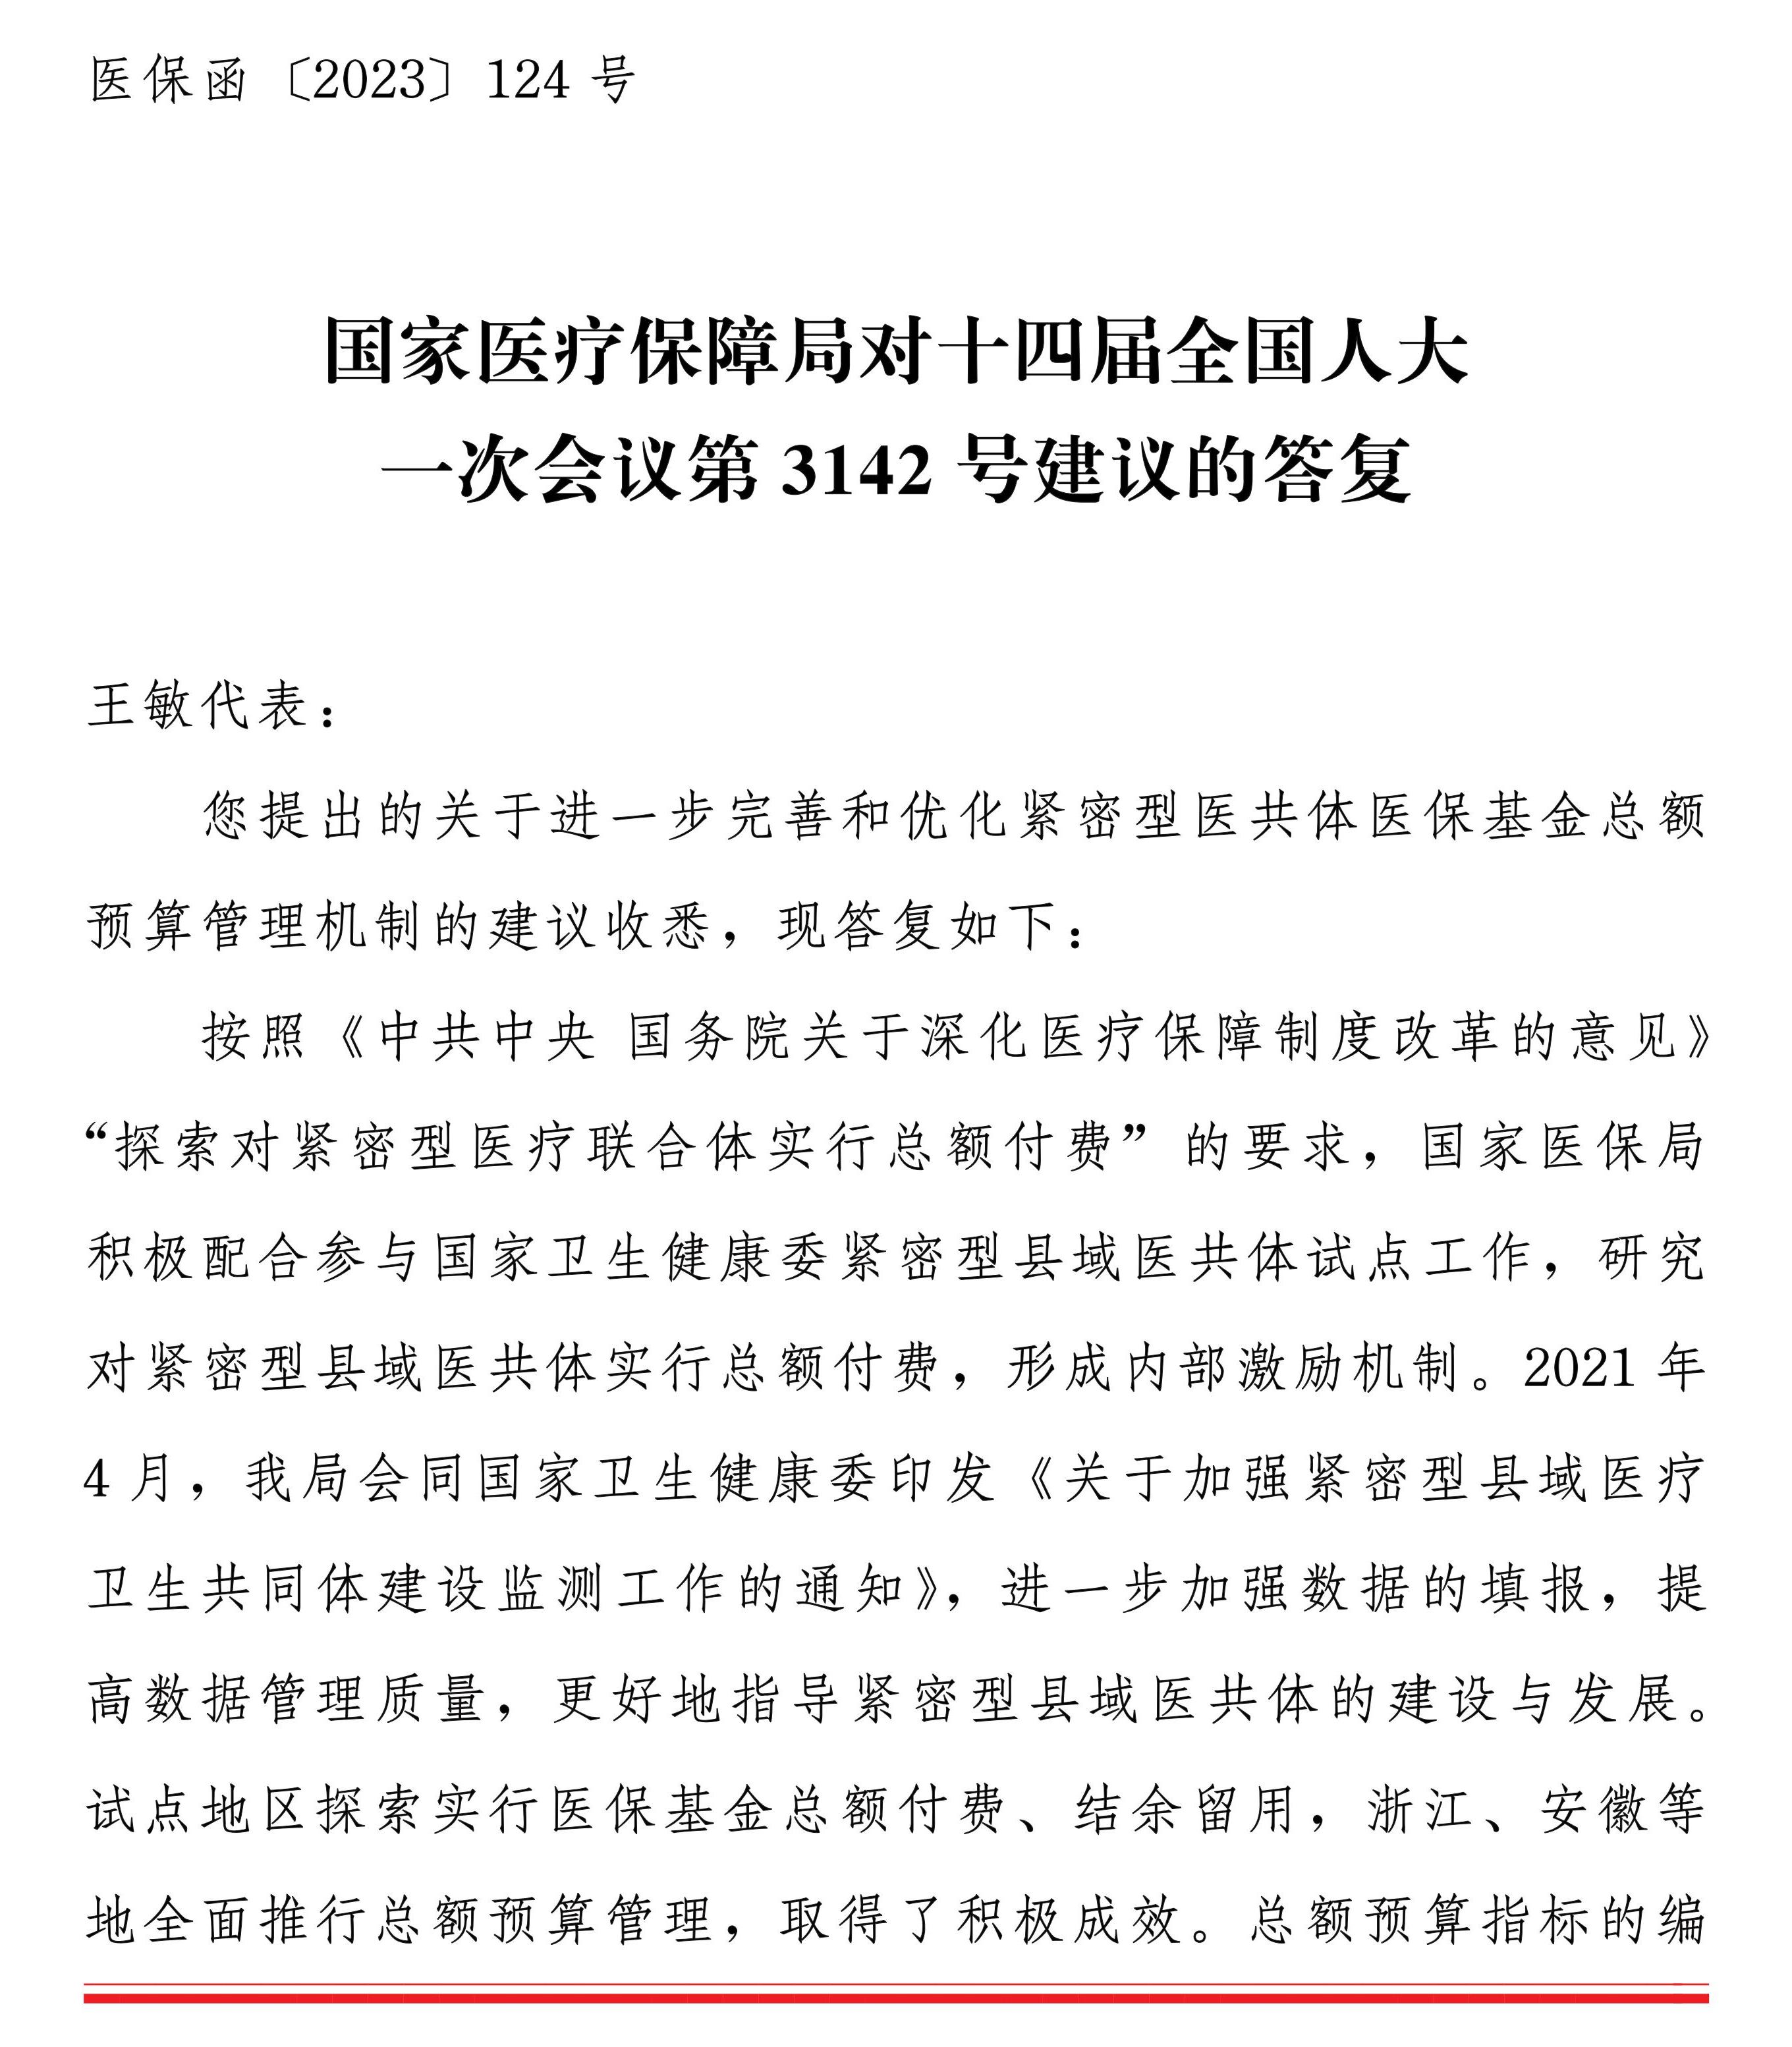 医保函〔2023〕124 号
国家医疗保障局对十四届全国人大
一次会议第 3142 号建议的答复
王敏代表：
您提出的关于进一步完善和优化紧密型医共体医保基金总额
预算管理机制的建议收悉，现答复如下：
按照《中共中央 国务院关于深化医疗保障制度改革的意见》
“探索对紧密型医疗联合体实行总额付费”的要求，国家医保局
积极配合参与国家卫生健康委紧密型县域医共体试点工作，研究
对紧密型县域医共体实行总额付费，形成内部激励机制。2021 年
4 月，我局会同国家卫生健康委印发《关于加强紧密型县域医疗
卫生共同体建设监测工作的通知》，进一步加强数据的填报，提
高数据管理质量，更好地指导紧密型县域医共体的建设与发展。
试点地区探索实行医保基金总额付费、结余留用，浙江、安徽等
地全面推行总额预算管理，取得了积极成效。总额预算指标的编